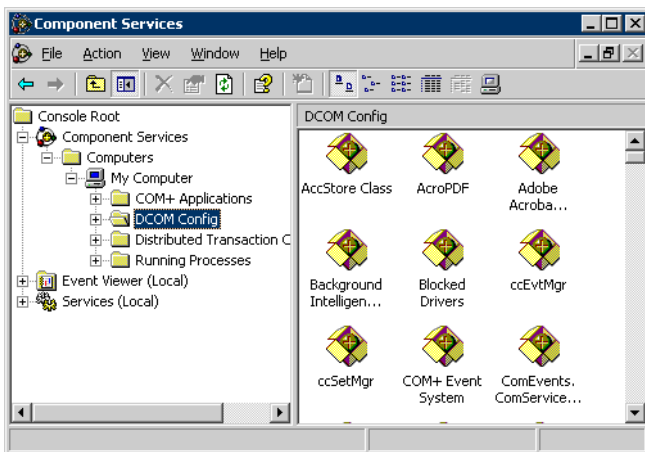 Component Services
File Action View Window Help
Console Root
Component Services
Computers
My Computer
COM+ Applications
DCOM Config
Distributed Transaction C
Running Processes
Event Viewer (Local)
Services (Local)
DCOM Config
AccStore Class
AcroPDF
Adobe
Acroba...
Background
Intelligen...
Blocked
Drivers
ccEvtMgr
ccSetMgr
COM+ Event
System
ComEvents.
ComService...